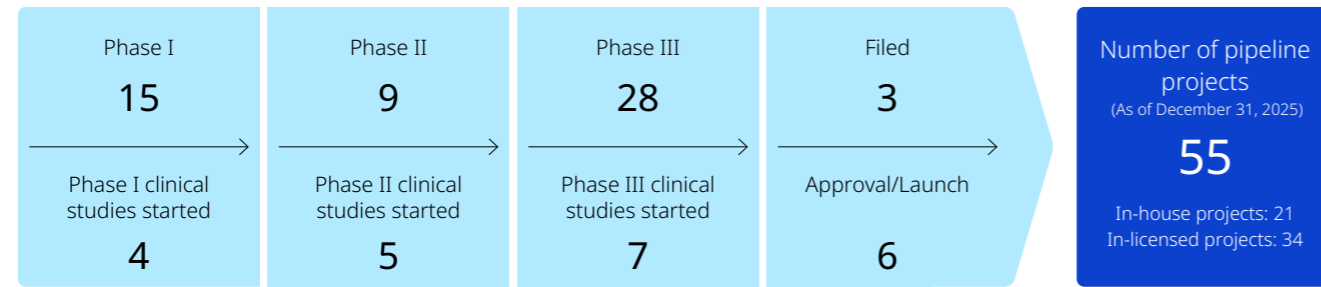 Phase I
15
Phase I clinical
studies started
4
Phase II
9
Phase II clinical
studies started
5
Phase III
28
Phase III clinical
studies started
7
Filed
3
Approval/Launch
6
Number of pipeline
projects
(As of December 31, 2025)
55
In-house projects: 21
In-licensed projects: 34